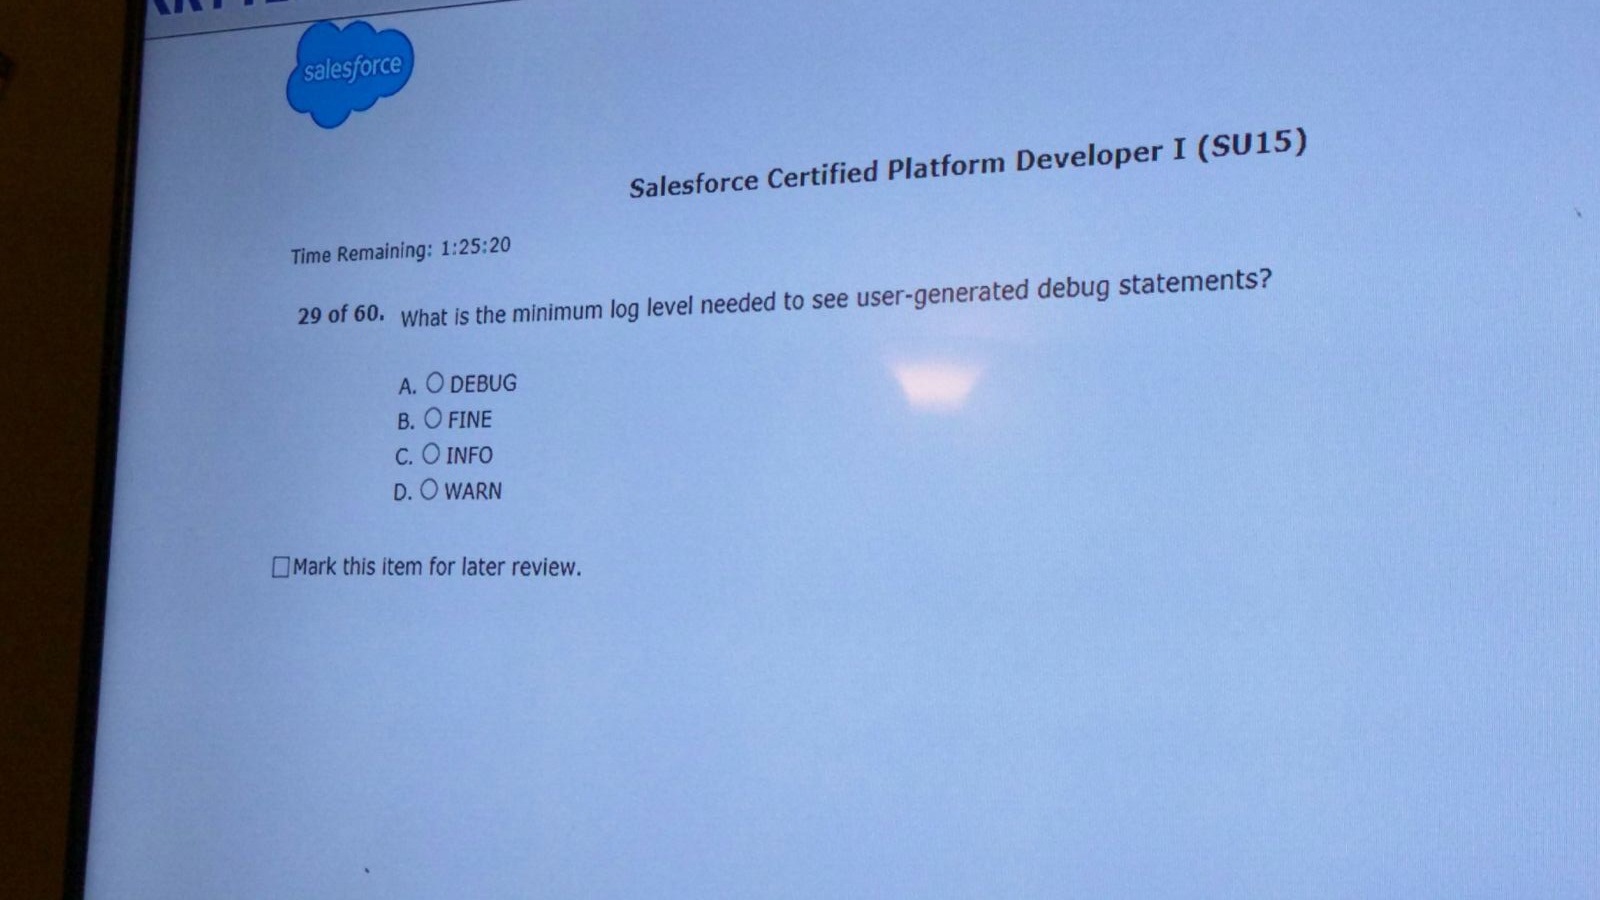 salesforce
Salesforce Certified Platform Developer I (SU15)
Time Remaining: 1:25:20
29 of 60. What is the minimum log level needed to see user-generated debug statements?
A. DEBUG
B. FINE
C. INFO
D. WARN
Mark this item for later review.